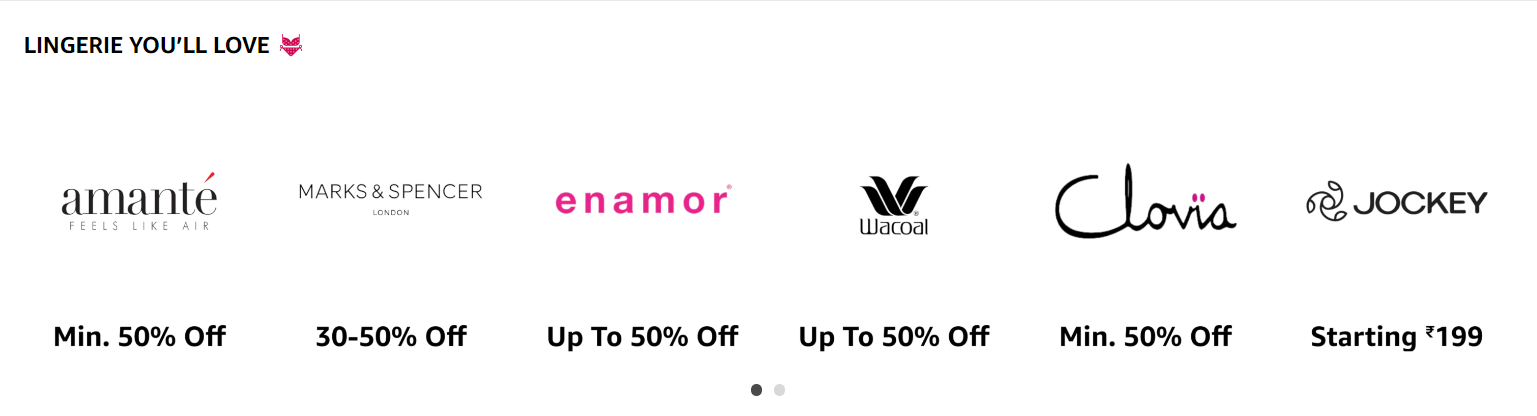 LINGERIE YOU’LL LOVE
amanté
FEELS LIKE AIR
MARKS & SPENCER
LONDON
enamor®
Wacoal®
Clovïa
JOCKEY
Min. 50% Off
30-50% Off
Up To 50% Off
Up To 50% Off
Min. 50% Off
Starting ₹199